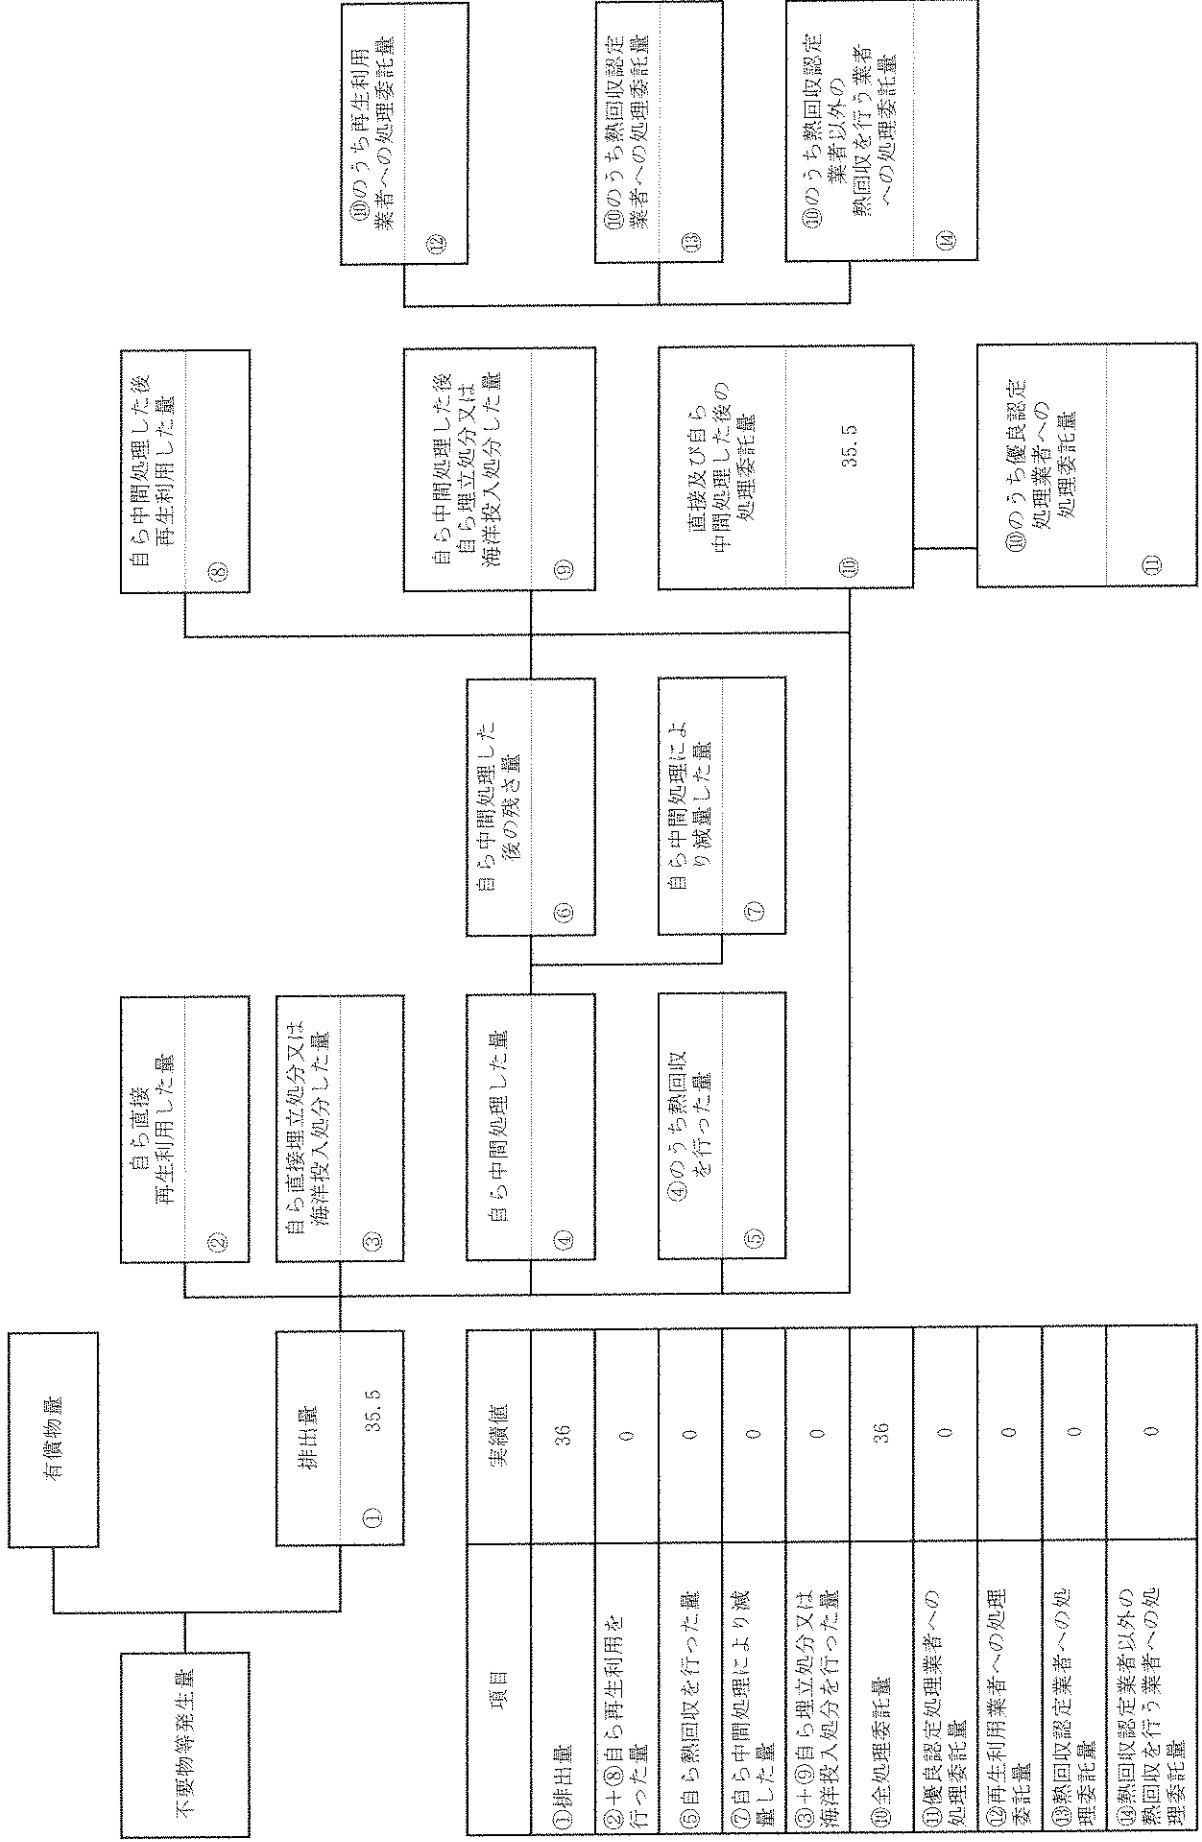 不要物等発生量
有償物量
排出量
① 35.5
自ら直接
再生利用した量
②
自ら直接埋立処分又は
海洋投入処分した量
③
自ら中間処理した量
④
④のうち熱回収
を行った量
⑤
自ら中間処理した
後の残さ量
⑥
自ら中間処理によ
り減量した量
⑦
自ら中間処理した後
再生利用した量
⑧
自ら中間処理した後
自ら埋立処分又は
海洋投入処分した量
⑨
直接及び自ら
中間処理した後の
処理委託量
⑩ 35.5
⑩のうち優良認定
処理業者への
処理委託量
⑪
⑩のうち再生利用
業者への処理委託量
⑫
⑩のうち熱回収認定
業者への処理委託量
⑬
⑩のうち熱回収認定
業者以外の
熱回収を行う業者
への処理委託量
⑭
項目 実績値
①排出量 36
②+⑧自ら再生利用を
行った量 0
⑤自ら熱回収を行った量 0
⑦自ら中間処理により減
量した量 0
③+⑨自ら埋立処分又は
海洋投入処分を行った量 0
⑩全処理委託量 36
⑪優良認定処理業者への
処理委託量 0
⑫再生利用業者への処理
委託量 0
⑬熱回収認定業者への処
理委託量 0
⑭熱回収認定業者以外の
熱回収を行う業者への処
理委託量 0